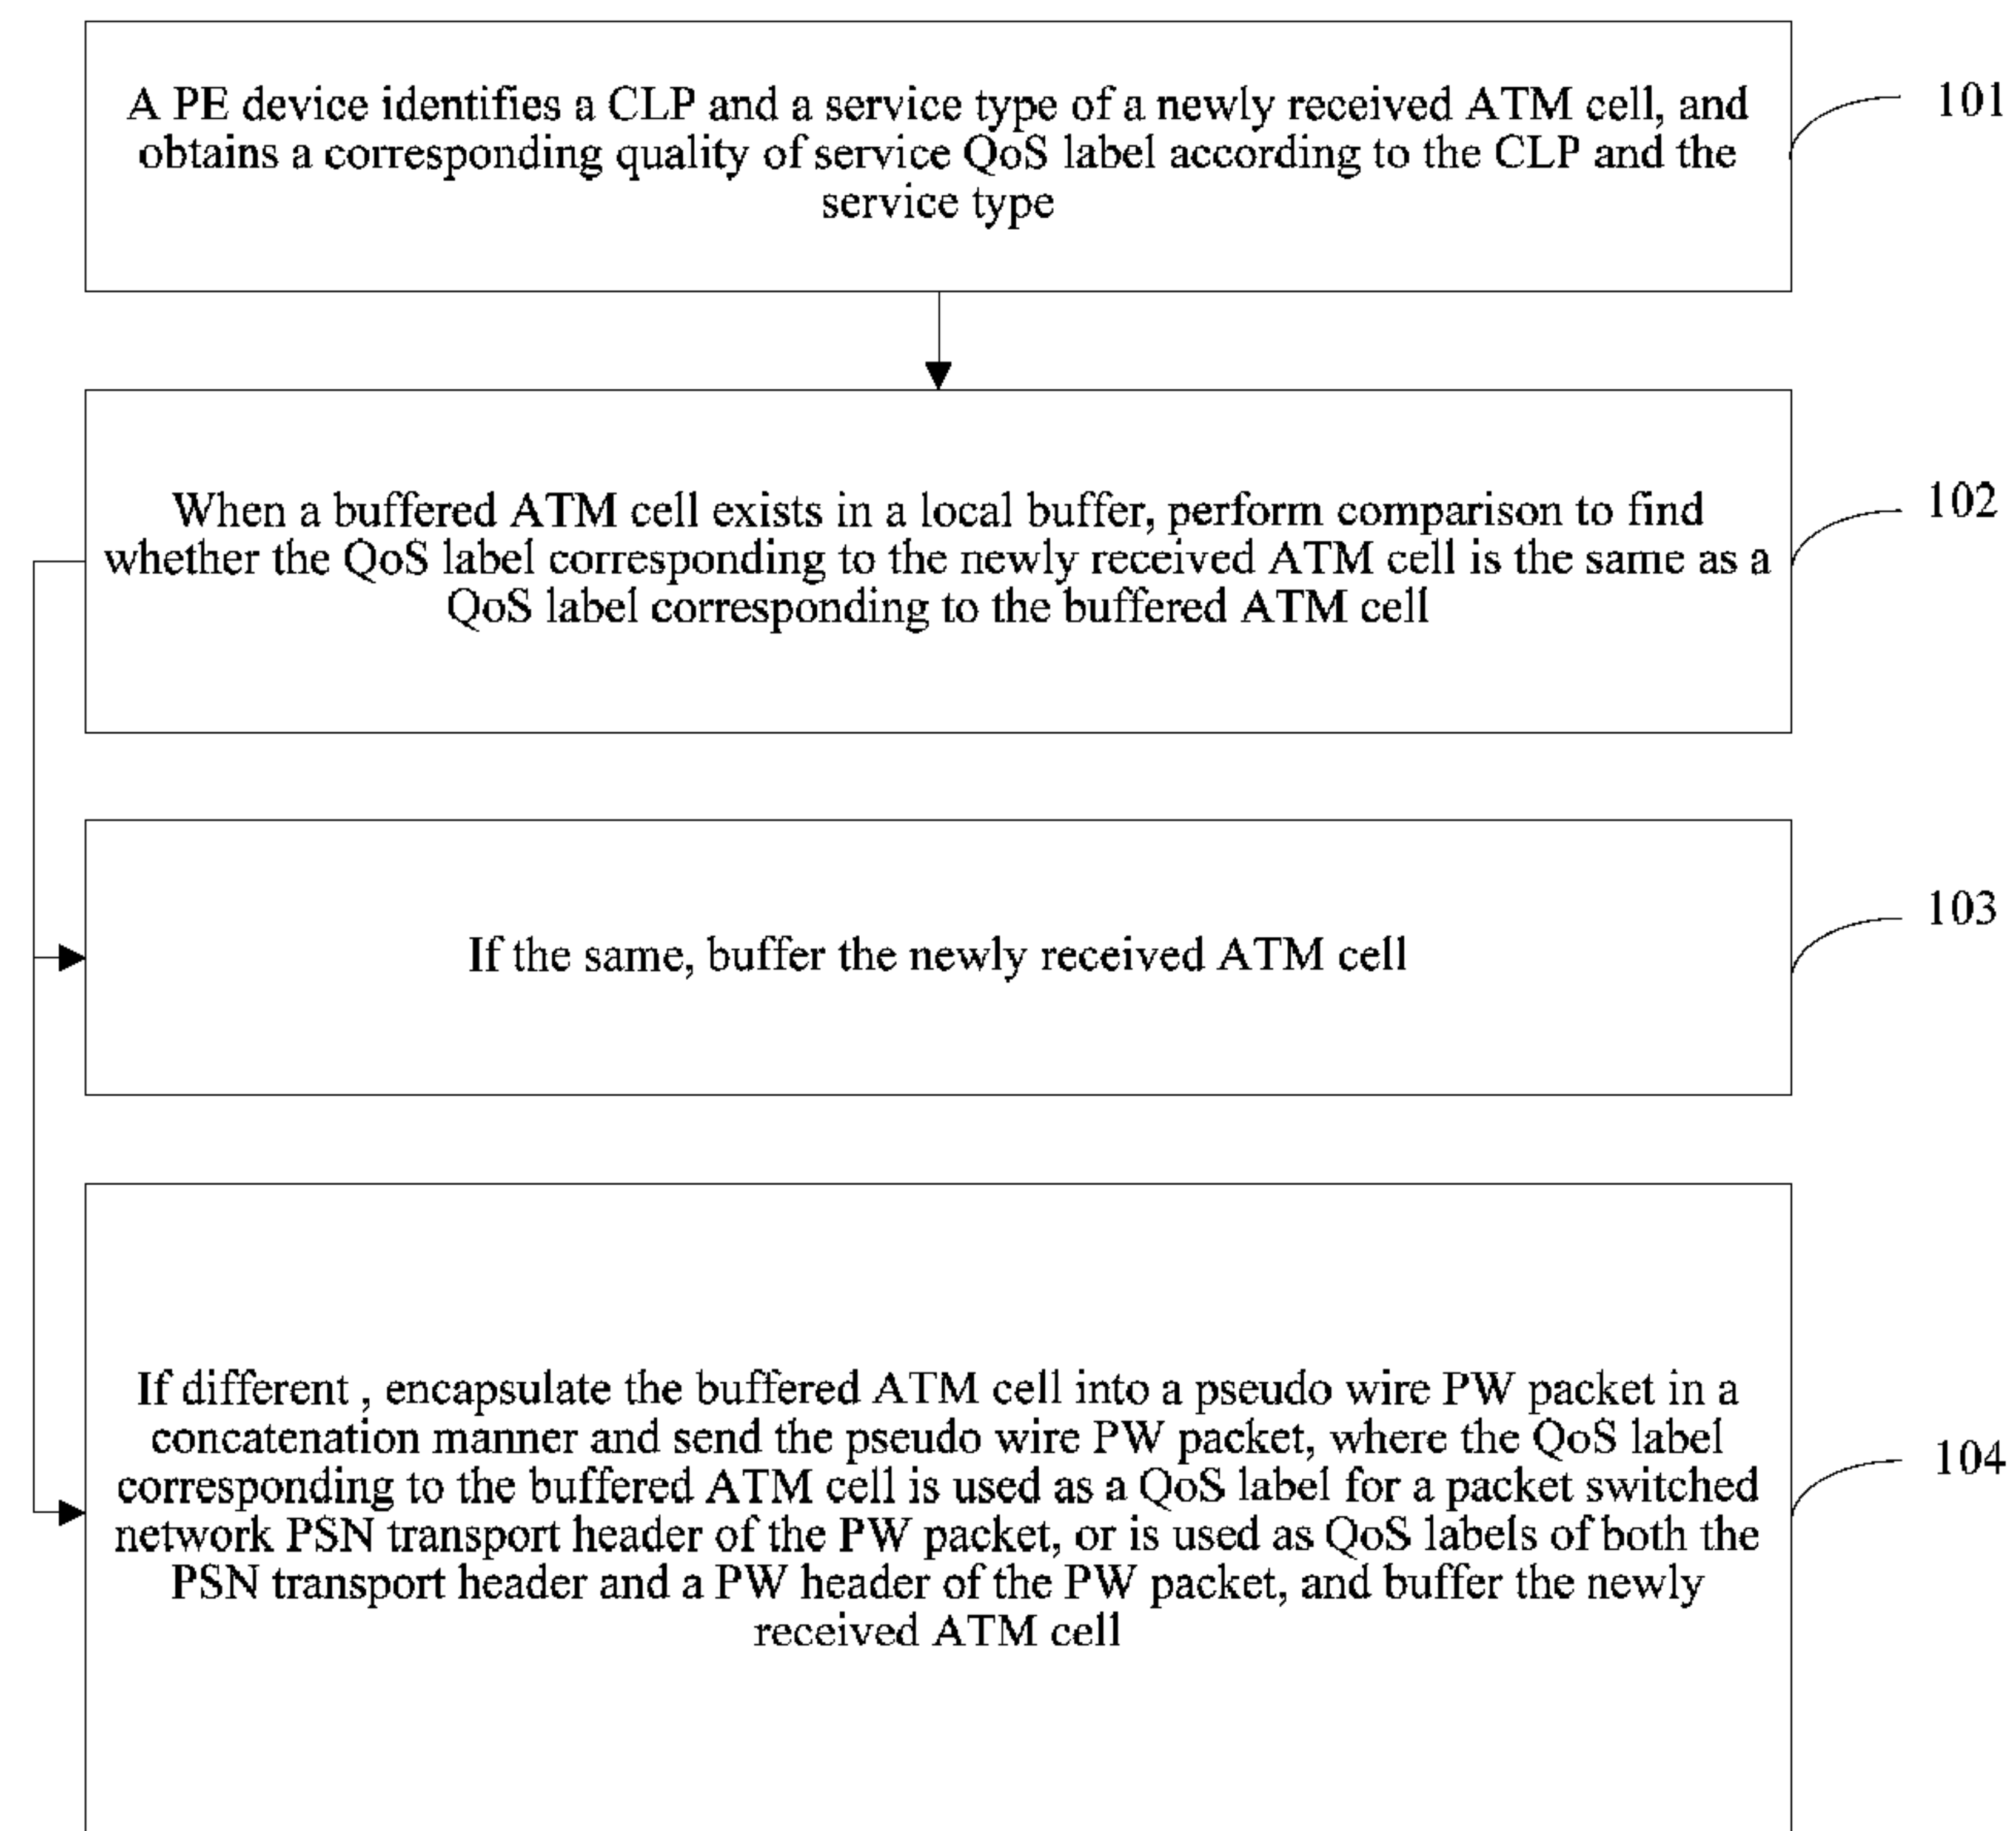 A PE device identifies a CLP and a service type of a newly received ATM cell, and
obtains a corresponding quality of service QoS label according to the CLP and the
service type
101
When a buffered ATM cell exists in a local buffer, perform comparison to find
whether the QoS label corresponding to the newly received ATM cell is the same as a
QoS label corresponding to the buffered ATM cell
102
If the same, buffer the newly received ATM cell
103
If different , encapsulate the buffered ATM cell into a pseudo wire PW packet in a
concatenation manner and send the pseudo wire PW packet, where the QoS label
corresponding to the buffered ATM cell is used as a QoS label for a packet switched
network PSN transport header of the PW packet, or is used as QoS labels of both the
PSN transport header and a PW header of the PW packet, and buffer the newly
received ATM cell
104